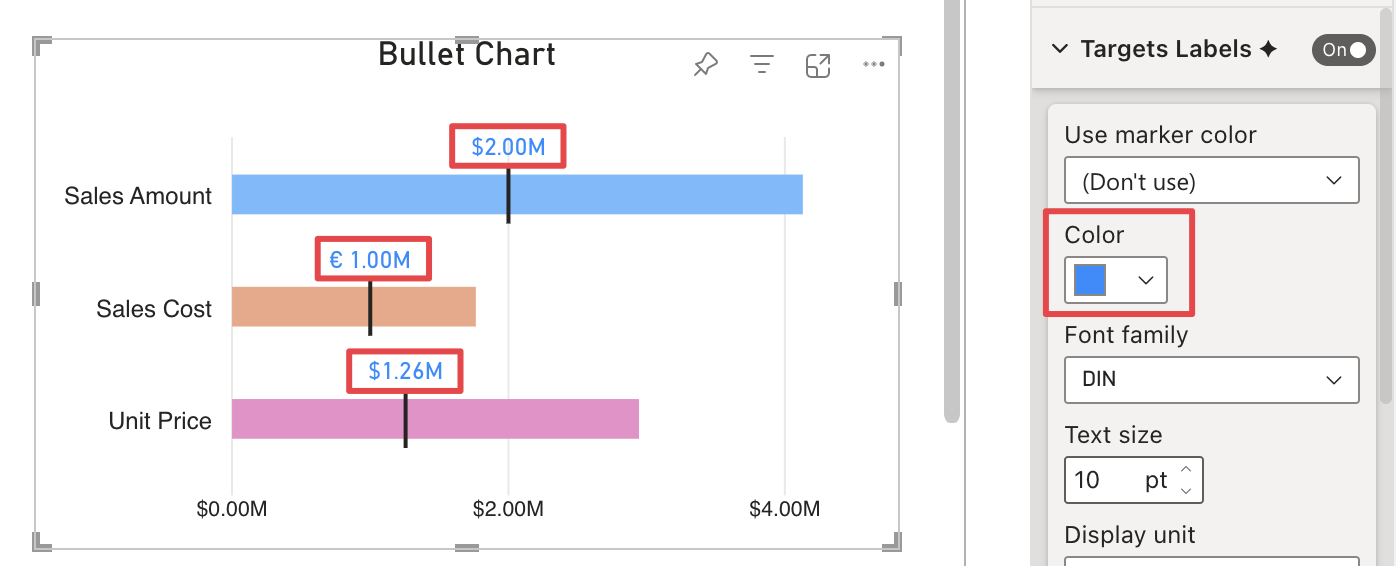 Bullet Chart
$2.00M
Sales Amount
€ 1.00M
Sales Cost
$1.26M
Unit Price
$0.00M
$2.00M
$4.00M
Targets Labels
On
Use marker color
(Don't use)
Color
Font family
DIN
Text size
10 pt
Display unit